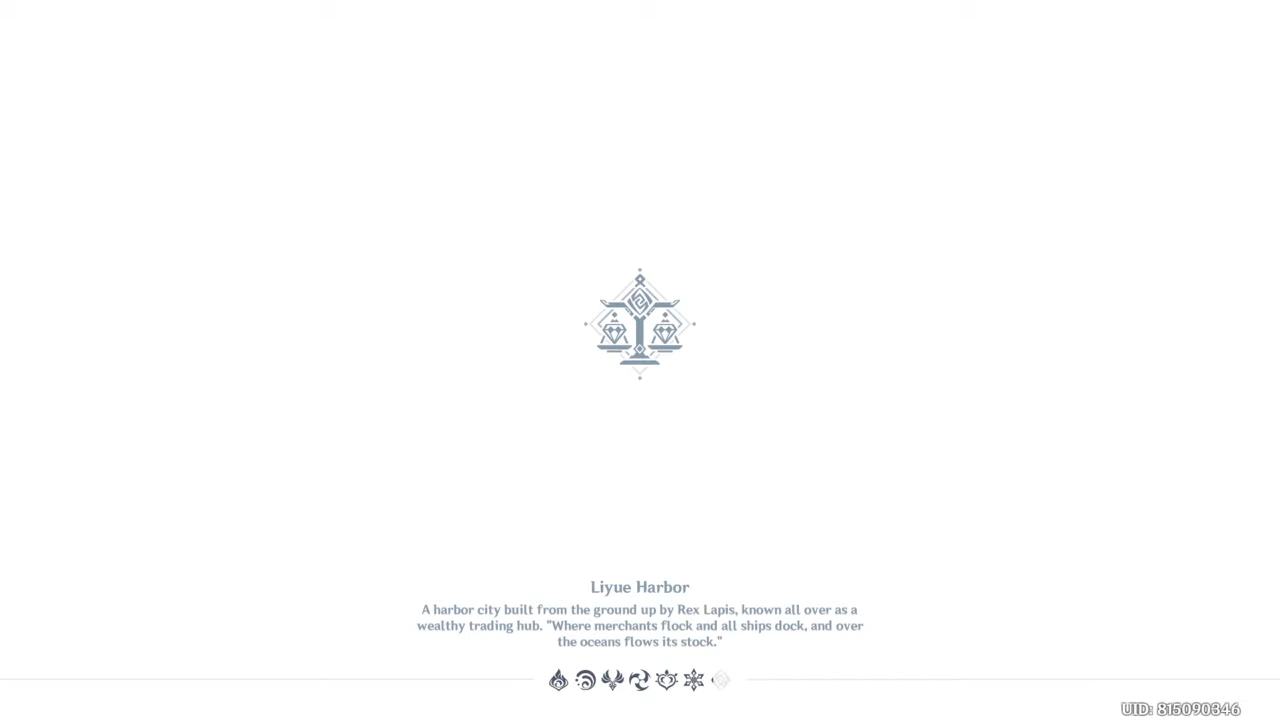 Liyue Harbor
A harbor city built from the ground up by Rex Lapis, known all over as a
wealthy trading hub. "Where merchants flock and all ships dock, and over
the oceans flows its stock."
UID: 815090346